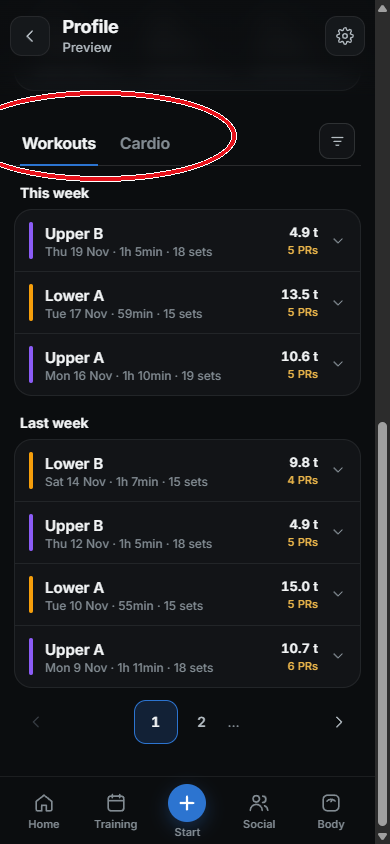 Profile
Preview
Workouts Cardio
This week
Upper B 4.9 t
Thu 19 Nov · 1h 5min · 18 sets 5 PRs
Lower A 13.5 t
Tue 17 Nov · 59min · 15 sets 5 PRs
Upper A 10.6 t
Mon 16 Nov · 1h 10min · 19 sets 5 PRs
Last week
Lower B 9.8 t
Sat 14 Nov · 1h 7min · 15 sets 4 PRs
Upper B 4.9 t
Thu 12 Nov · 1h 5min · 18 sets 5 PRs
Lower A 15.0 t
Tue 10 Nov · 55min · 15 sets 5 PRs
Upper A 10.7 t
Mon 9 Nov · 1h 11min · 18 sets 6 PRs
1 2 ...
Home Training Start Social Body